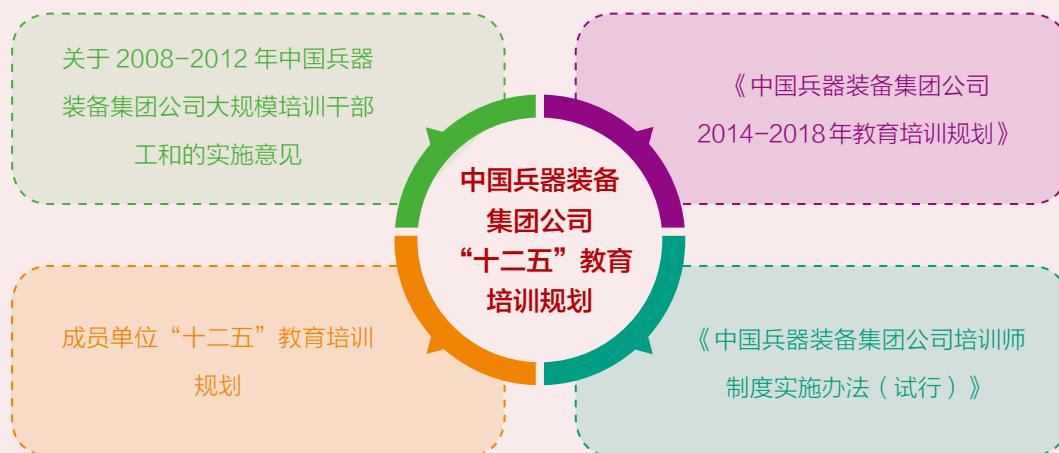 关于 2008-2012 年中国兵器
装备集团公司大规模培训干部
工和的实施意见
《中国兵器装备集团公司
2014-2018年教育培训规划》
中国兵器装备
集团公司
“十二五”教育
培训规划
成员单位“十二五”教育培训
规划
《中国兵器装备集团公司培训师
制度实施办法（试行）》